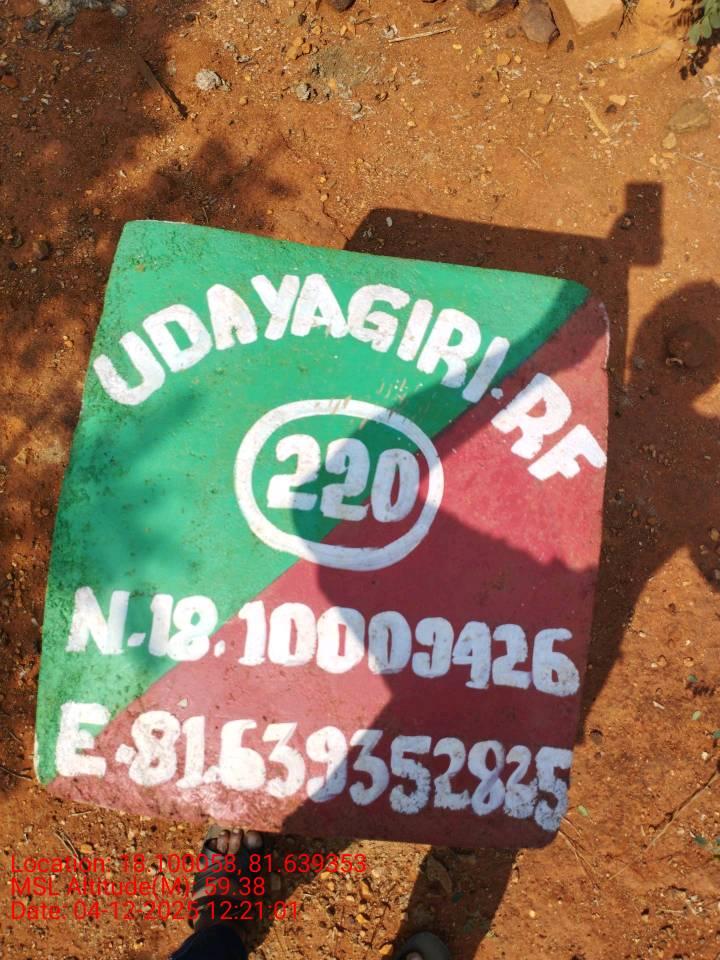 UDAYAGIRI.RF
220
N.18.10009426
E.81.639352825
Location: 18.100058, 81.639353
MSL Altitude(M): 59.38
Date: 04-12-2025 12:21:01